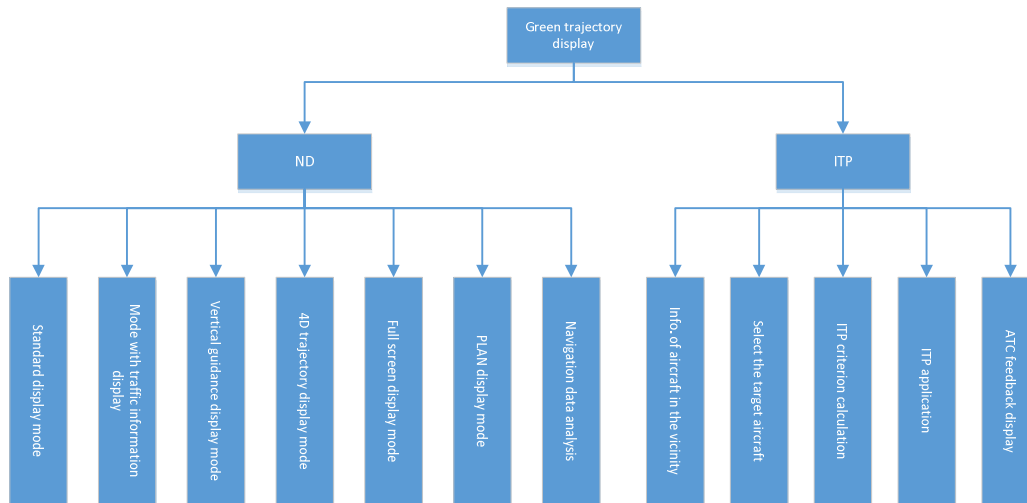 Green trajectory
display
ND
ITP
Standard display mode
Mode with traffic information
display
Vertical guidance display mode
4D trajectory display mode
Full screen display mode
PLAN display mode
Navigation data analysis
Info. of aircraft in the vicinity
Select the target aircraft
ITP criterion calculation
ITP application
ATC feedback display